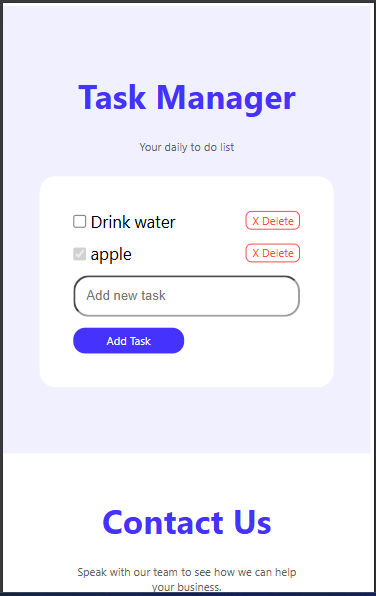 Task Manager
Your daily to do list
Drink water X Delete
apple X Delete
Add new task
Add Task
Contact Us
Speak with our team to see how we can help
your business.